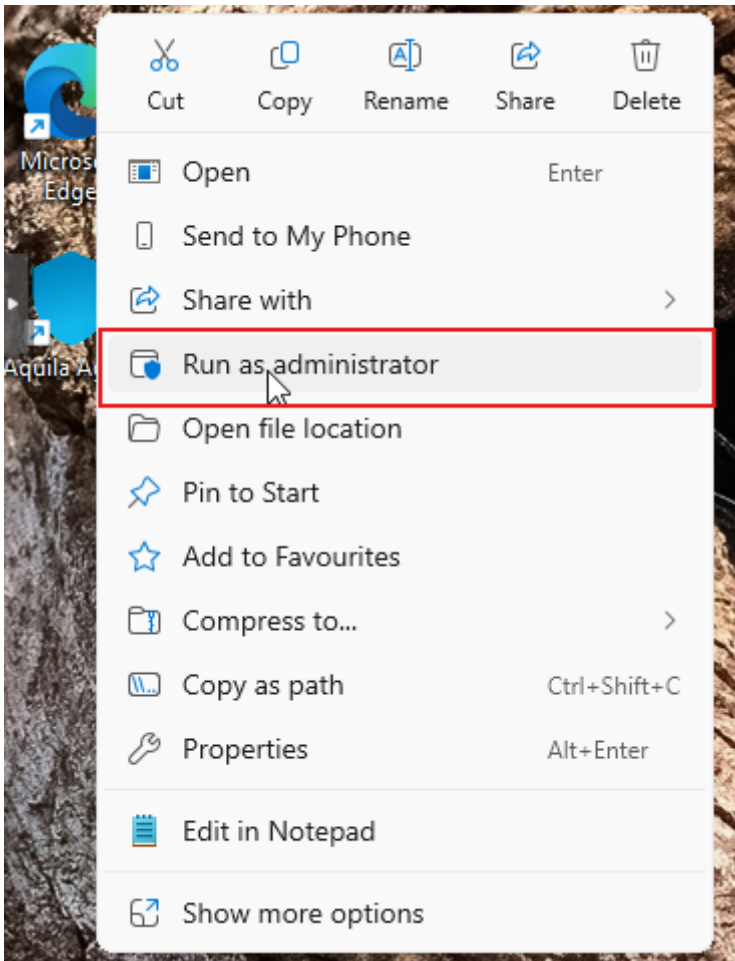 Cut Copy Rename Share Delete
Open Enter
Send to My Phone
Share with
Run as administrator
Open file location
Pin to Start
Add to Favourites
Compress to...
Copy as path Ctrl+Shift+C
Properties Alt+Enter
Edit in Notepad
Show more options
Edge
Aquila